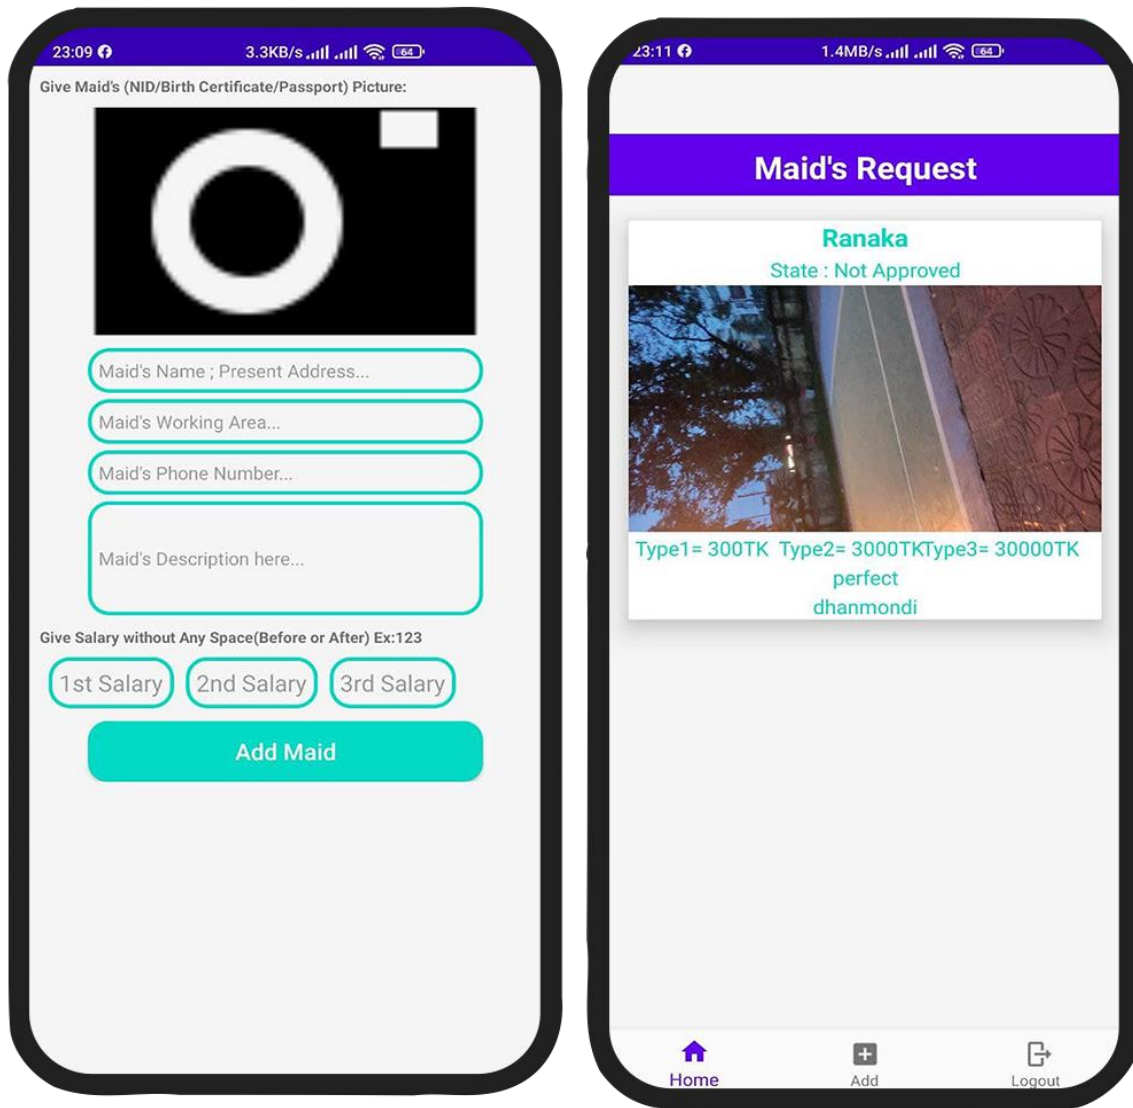 23:09 3.3KB/s 64
Give Maid's (NID/Birth Certificate/Passport) Picture:
Maid's Name ; Present Address...
Maid's Working Area...
Maid's Phone Number...
Maid's Description here...
Give Salary without Any Space(Before or After) Ex:123
1st Salary 2nd Salary 3rd Salary
Add Maid
23:11 1.4MB/s 64
Maid's Request
Ranaka
State : Not Approved
Type1= 300TK Type2= 3000TKType3= 30000TK
perfect
dhanmondi
Home Add Logout